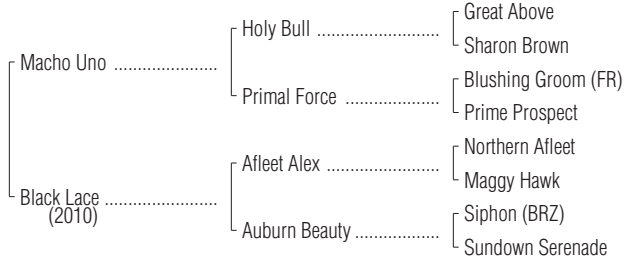 Great Above
Holy Bull ........................
Sharon Brown
Macho Uno ....................
Blushing Groom (FR)
Primal Force ..................
Prime Prospect
Northern Afleet
Afleet Alex ......................
Maggy Hawk
Black Lace ......................
(2010)
Siphon (BRZ)
Auburn Beauty ................
Sundown Serenade